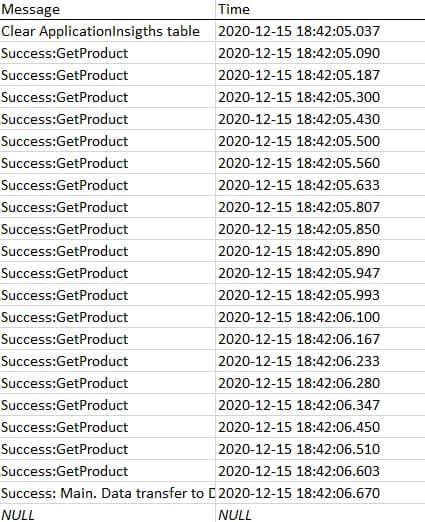 Message Time
Clear ApplicationInsigths table 2020-12-15 18:42:05.037
Success:GetProduct 2020-12-15 18:42:05.090
Success:GetProduct 2020-12-15 18:42:05.187
Success:GetProduct 2020-12-15 18:42:05.300
Success:GetProduct 2020-12-15 18:42:05.430
Success:GetProduct 2020-12-15 18:42:05.500
Success:GetProduct 2020-12-15 18:42:05.560
Success:GetProduct 2020-12-15 18:42:05.633
Success:GetProduct 2020-12-15 18:42:05.807
Success:GetProduct 2020-12-15 18:42:05.850
Success:GetProduct 2020-12-15 18:42:05.890
Success:GetProduct 2020-12-15 18:42:05.947
Success:GetProduct 2020-12-15 18:42:05.993
Success:GetProduct 2020-12-15 18:42:06.100
Success:GetProduct 2020-12-15 18:42:06.167
Success:GetProduct 2020-12-15 18:42:06.233
Success:GetProduct 2020-12-15 18:42:06.280
Success:GetProduct 2020-12-15 18:42:06.347
Success:GetProduct 2020-12-15 18:42:06.450
Success:GetProduct 2020-12-15 18:42:06.510
Success:GetProduct 2020-12-15 18:42:06.603
Success: Main. Data transfer to 2020-12-15 18:42:06.670
NULL NULL